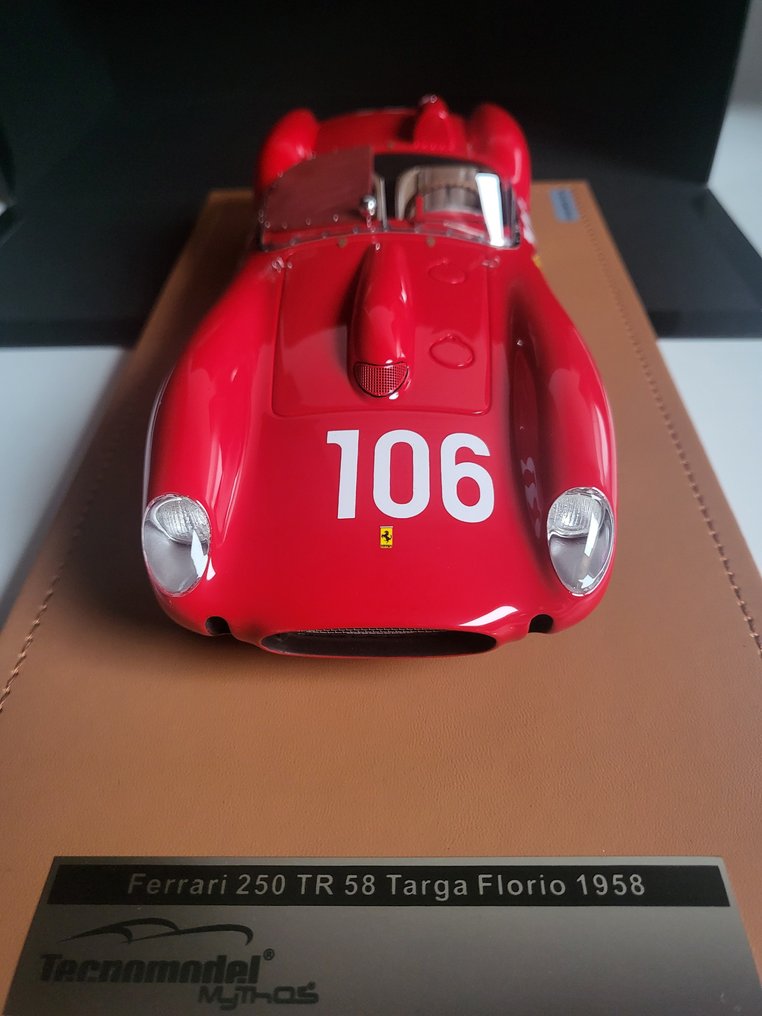 106
Ferrari 250 TR 58 Targa Florio 1958
Tecnomodel®
MyThos